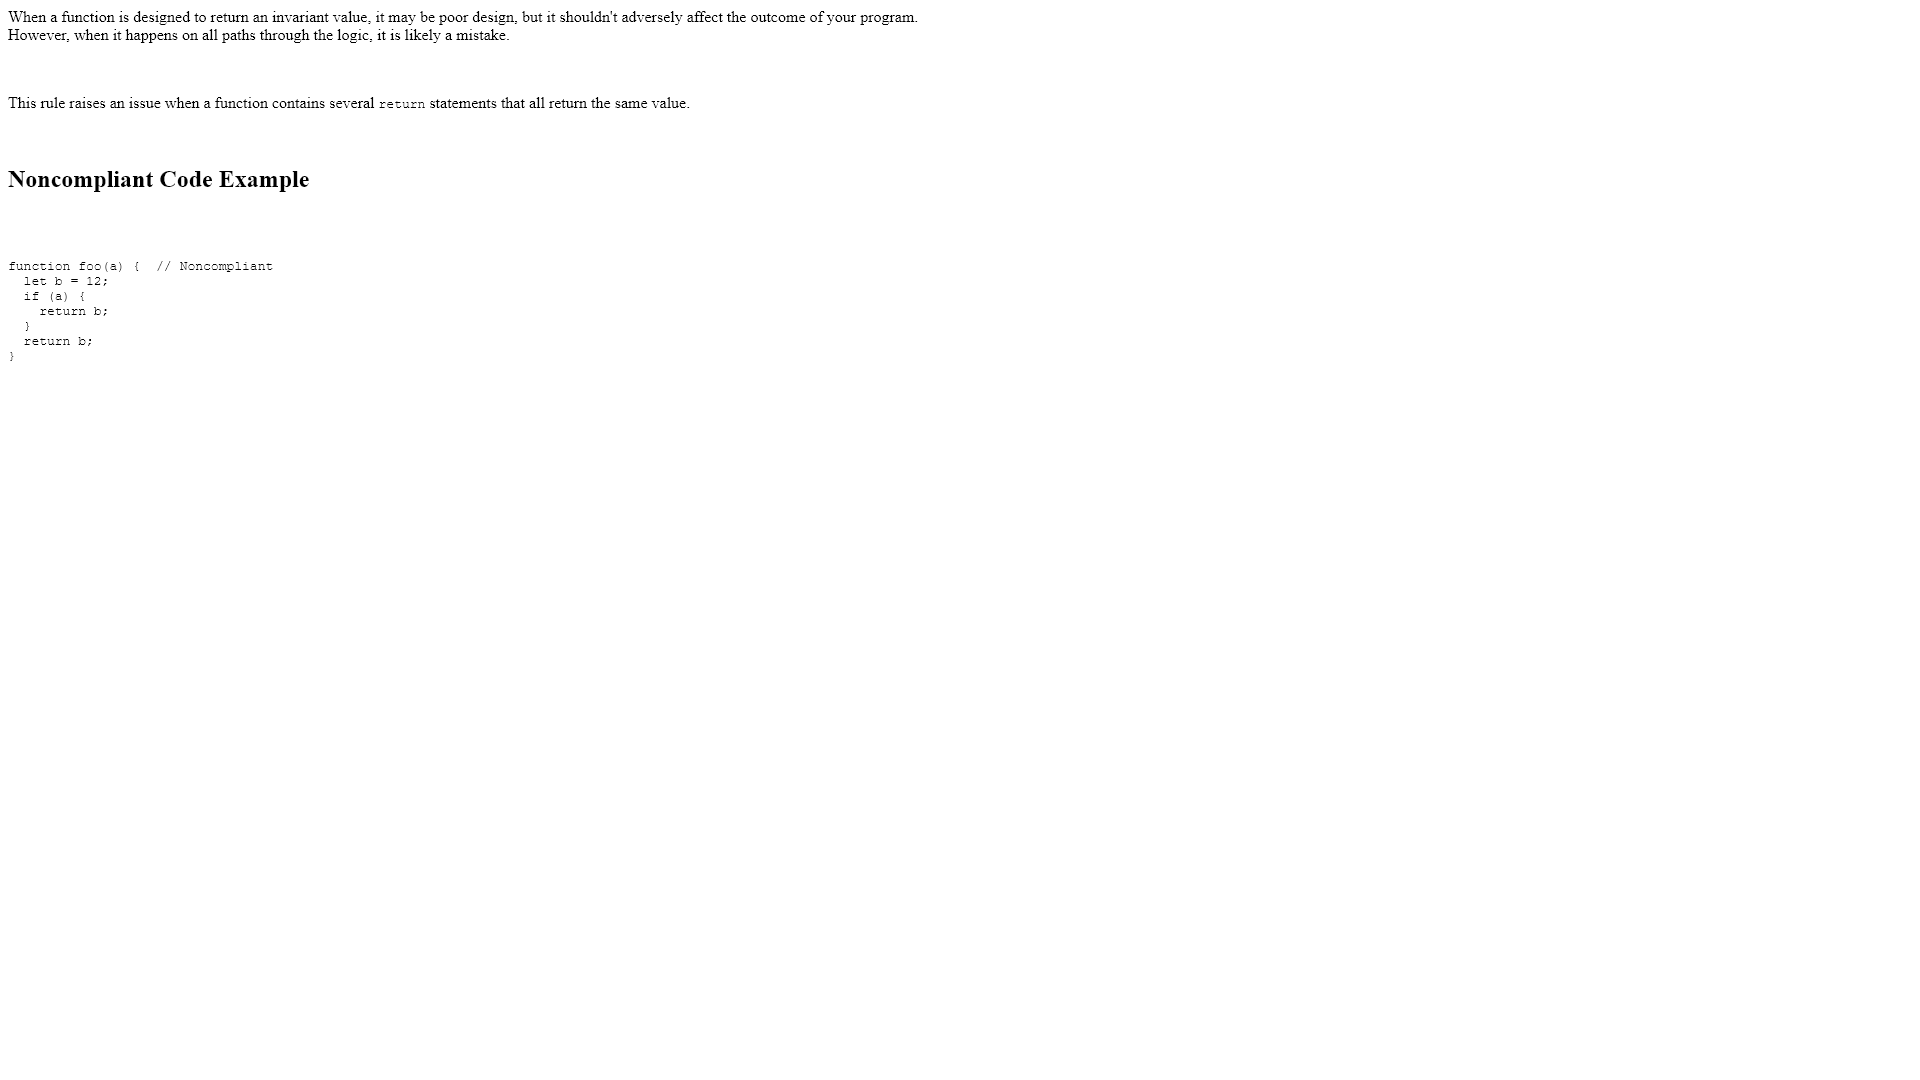 When a function is designed to return an invariant value, it may be poor design, but it shouldn't adversely affect the outcome of your program.
However, when it happens on all paths through the logic, it is likely a mistake.
This rule raises an issue when a function contains several return statements that all return the same value.
Noncompliant Code Example
function foo(a) {  // Noncompliant
  let b = 12;
  if (a) {
    return b;
  }
  return b;
}